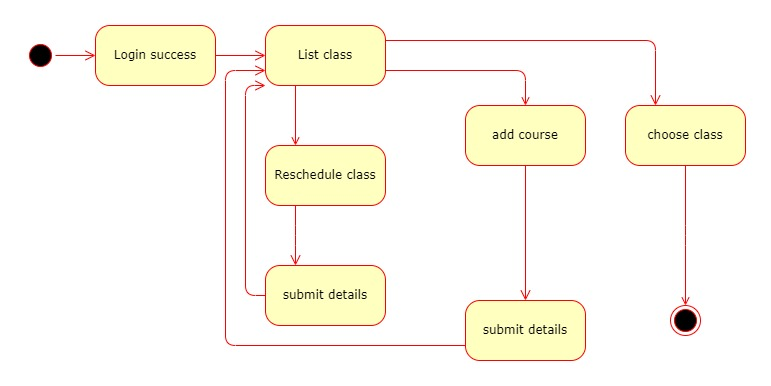 Login success
List class
add course
choose class
Reschedule class
submit details
submit details